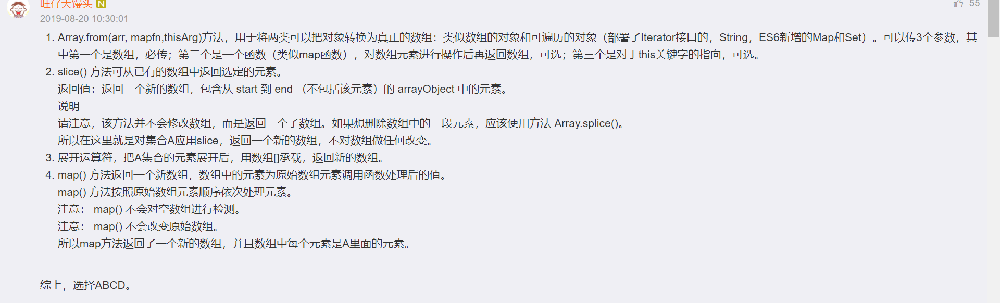 旺仔大馒头 N
55
2019-08-20 10:30:01
1. Array.from(arr, mapfn,thisArg)方法，用于将两类可以把对象转换为真正的数组：类似数组的对象和可遍历的对象（部署了Iterator接口的，String，ES6新增的Map和Set）。可以传3个参数，其
中第一个是数组，必传；第二个是一个函数（类似map函数），对数组元素进行操作后再返回数组，可选；第三个是对于this关键字的指向，可选。
2. slice() 方法可从已有的数组中返回选定的元素。
返回值：返回一个新的数组，包含从 start 到 end （不包括该元素）的 arrayObject 中的元素。
说明
请注意，该方法并不会修改数组，而是返回一个子数组。如果想删除数组中的一段元素，应该使用方法 Array.splice()。
所以在这里就是对集合A应用slice，返回一个新的数组，不对数组做任何改变。
3. 展开运算符，把A集合的元素展开后，用数组[]承载，返回新的数组。
4. map() 方法返回一个新数组，数组中的元素为原始数组元素调用函数处理后的值。
map() 方法按照原始数组元素顺序依次处理元素。
注意： map() 不会对空数组进行检测。
注意： map() 不会改变原始数组。
所以map方法返回了一个新的数组，并且数组中每个元素是A里面的元素。
综上，选择ABCD。